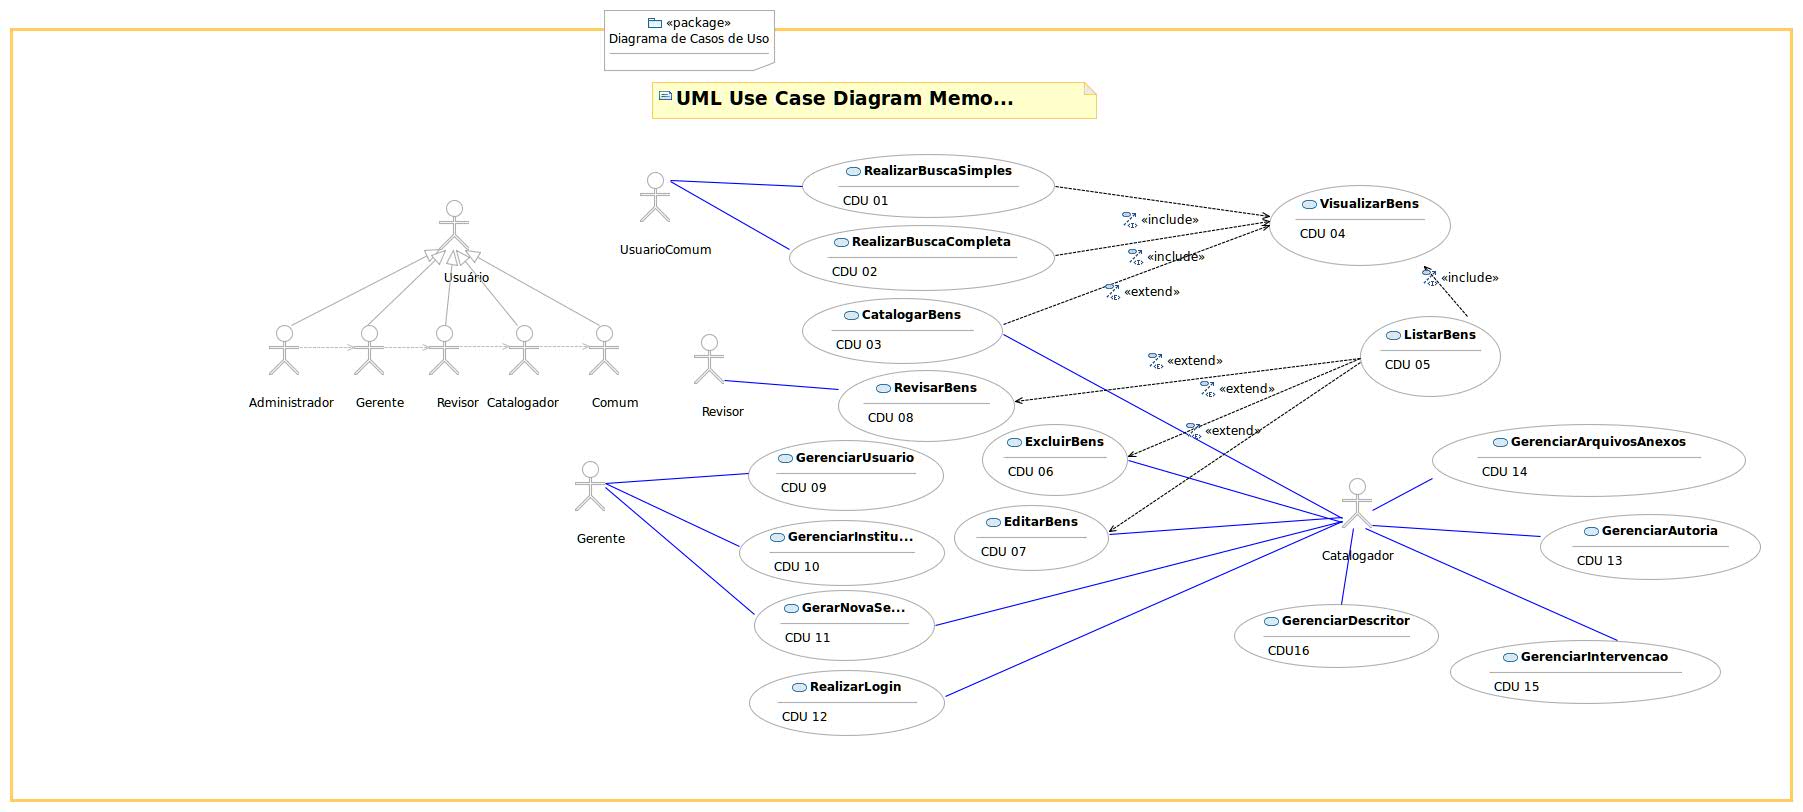 «package»
Diagrama de Casos de Uso
UML Use Case Diagram Memo...
RealizarBuscaSimples
CDU 01
UsuarioComum
RealizarBuscaCompleta
CDU 02
VisualizarBens
CDU 04
«include»
«include»
«extend»
«include»
Usuário
Administrador
Gerente
Revisor
Catalogador
Comum
CatalogarBens
CDU 03
ListarBens
CDU 05
Revisor
RevisarBens
CDU 08
«extend»
«extend»
«extend»
ExcluirBens
CDU 06
GerenciarArquivosAnexos
CDU 14
GerenciarUsuario
CDU 09
Gerente
EditarBens
CDU 07
Catalogador
GerenciarAutoria
CDU 13
GerenciarInstitu...
CDU 10
GerarNovaSe...
CDU 11
GerenciarDescritor
CDU16
GerenciarIntervencao
CDU 15
RealizarLogin
CDU 12